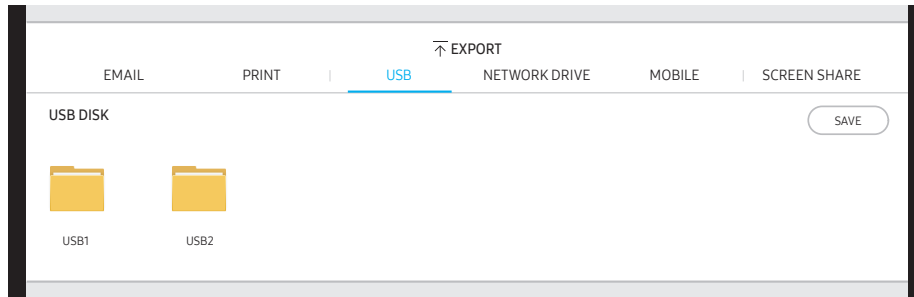 EXPORT
EMAIL PRINT USB NETWORK DRIVE MOBILE SCREEN SHARE
USB DISK SAVE
USB1 USB2